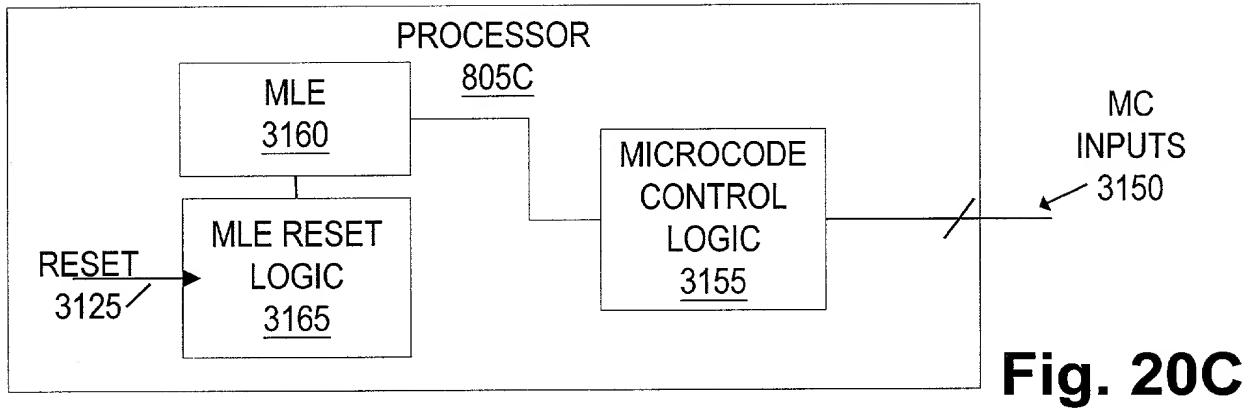 PROCESSOR
805C
MLE
3160
MLE RESET
LOGIC
3165
RESET
3125
MICROCODE
CONTROL
LOGIC
3155
MC
INPUTS
3150
Fig. 20C